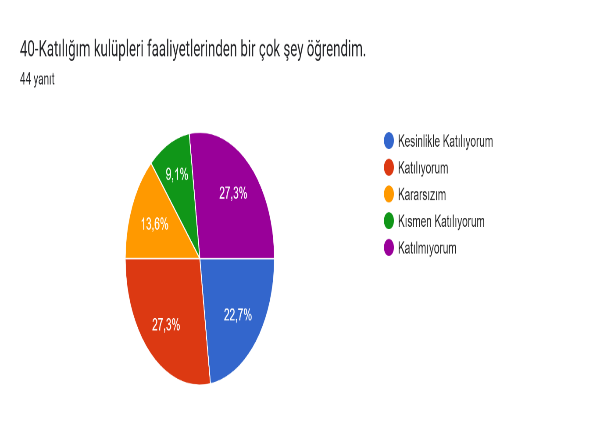 40-Katılığım kulüpleri faaliyetlerinden bir çok şey öğrendim.
44 yanıt
Kesinlikle Katılıyorum
Katılıyorum
Kararsızım
Kısmen Katılıyorum
Katılmıyorum
9,1%
27,3%
13,6%
27,3%
22,7%